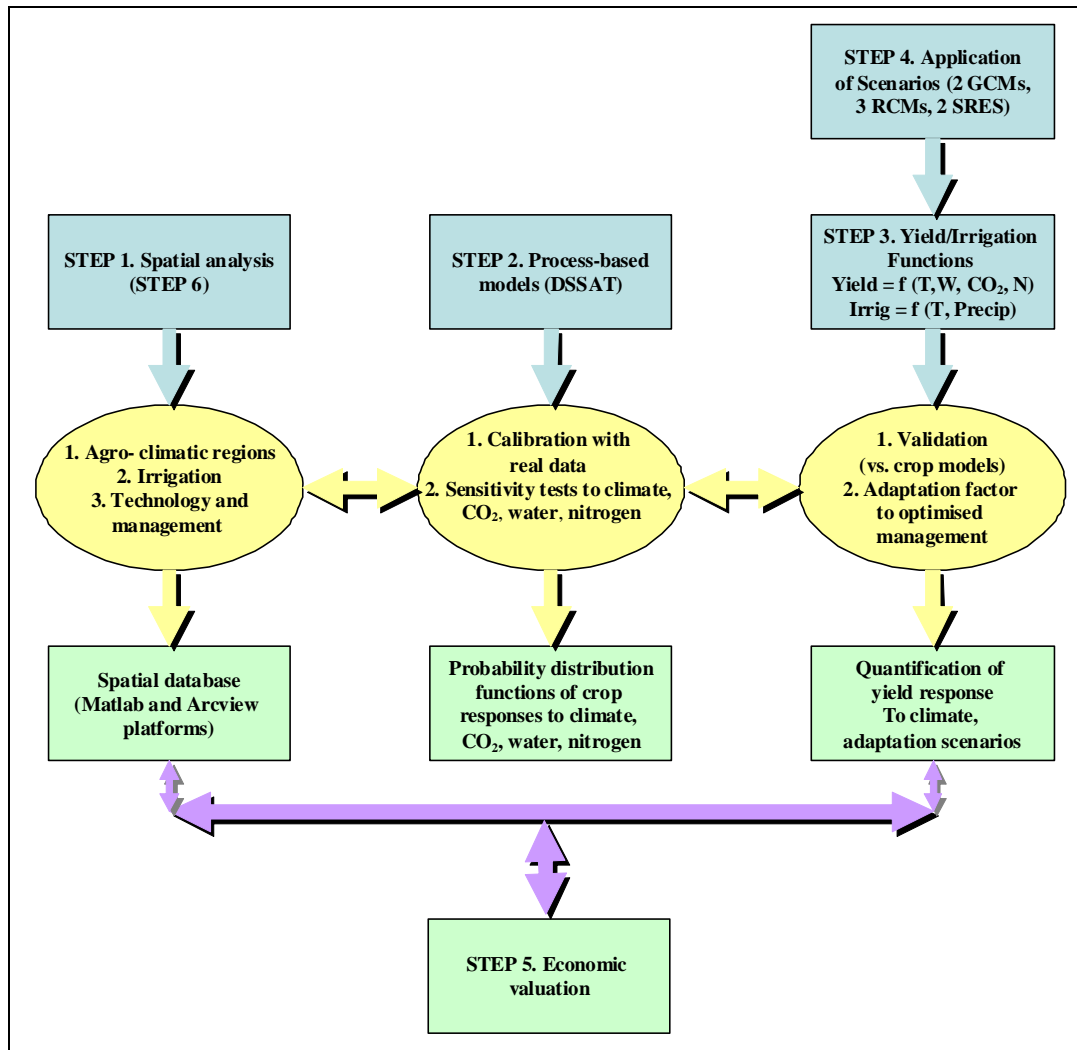 STEP 4. Application
of Scenarios (2 GCMs,
3 RCMs, 2 SRES)
STEP 1. Spatial analysis
(STEP 6)
STEP 2. Process-based
models (DSSAT)
STEP 3. Yield/Irrigation
Functions
Yield = f (T,W, CO₂, N)
Irrig = f (T, Precip)
1. Agro- climatic regions
2. Irrigation
3. Technology and
management
1. Calibration with
real data
2. Sensitivity tests to climate,
CO₂, water, nitrogen
1. Validation
(vs. crop models)
2. Adaptation factor
to optimised
management
Spatial database
(Matlab and Arcview
platforms)
Probability distribution
functions of crop
responses to climate,
CO₂, water, nitrogen
Quantification of
yield response
To climate,
adaptation scenarios
STEP 5. Economic
valuation